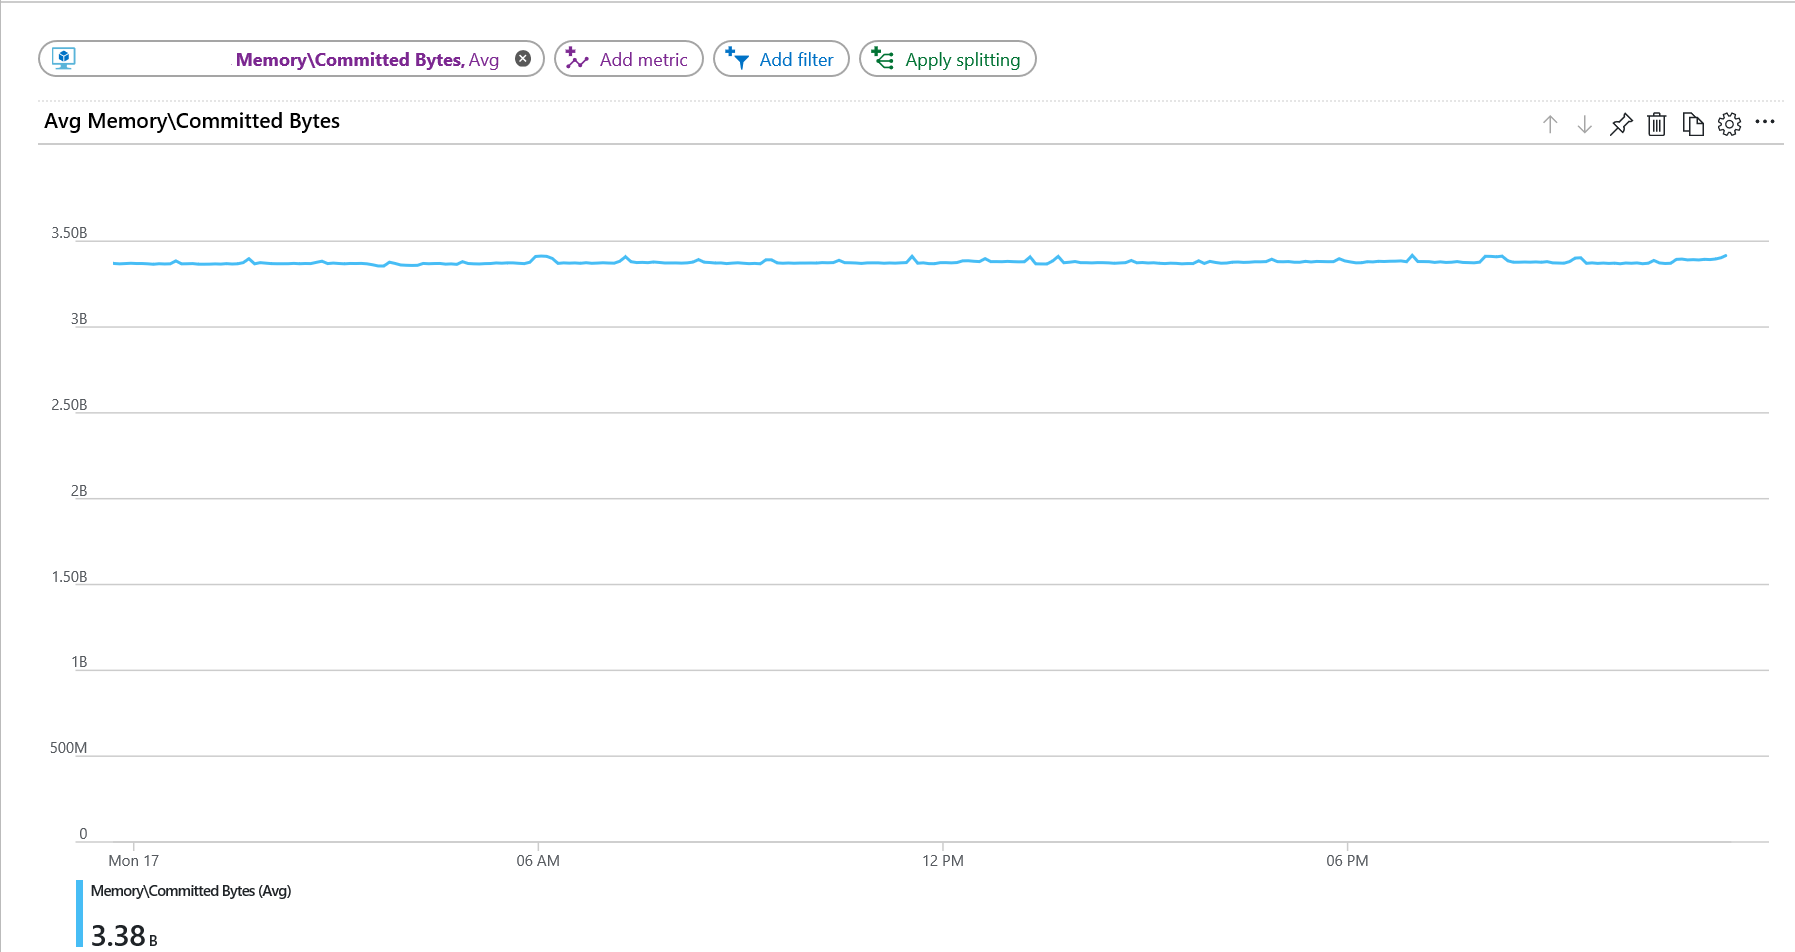 Memory\Committed Bytes, Avg
Add metric
Add filter
Apply splitting
Avg Memory\Committed Bytes
3.50B
3B
2.50B
2B
1.50B
1B
500M
0
Mon 17
06 AM
12 PM
06 PM
Memory\Committed Bytes (Avg)
3.38 B